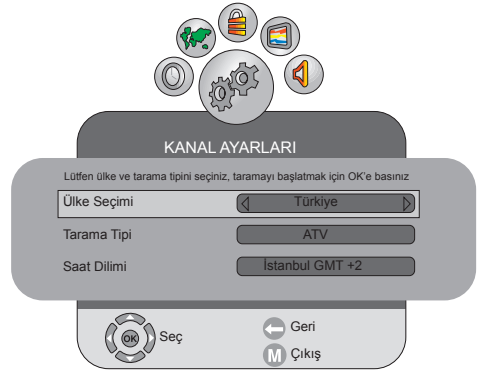 KANAL AYARLARI
Lütfen ülke ve tarama tipini seçiniz, taramayı başlatmak için OK'e basınız
Ülke Seçimi Türkiye
Tarama Tipi ATV
Saat Dilimi İstanbul GMT +2
OK Seç
Geri
M Çıkış